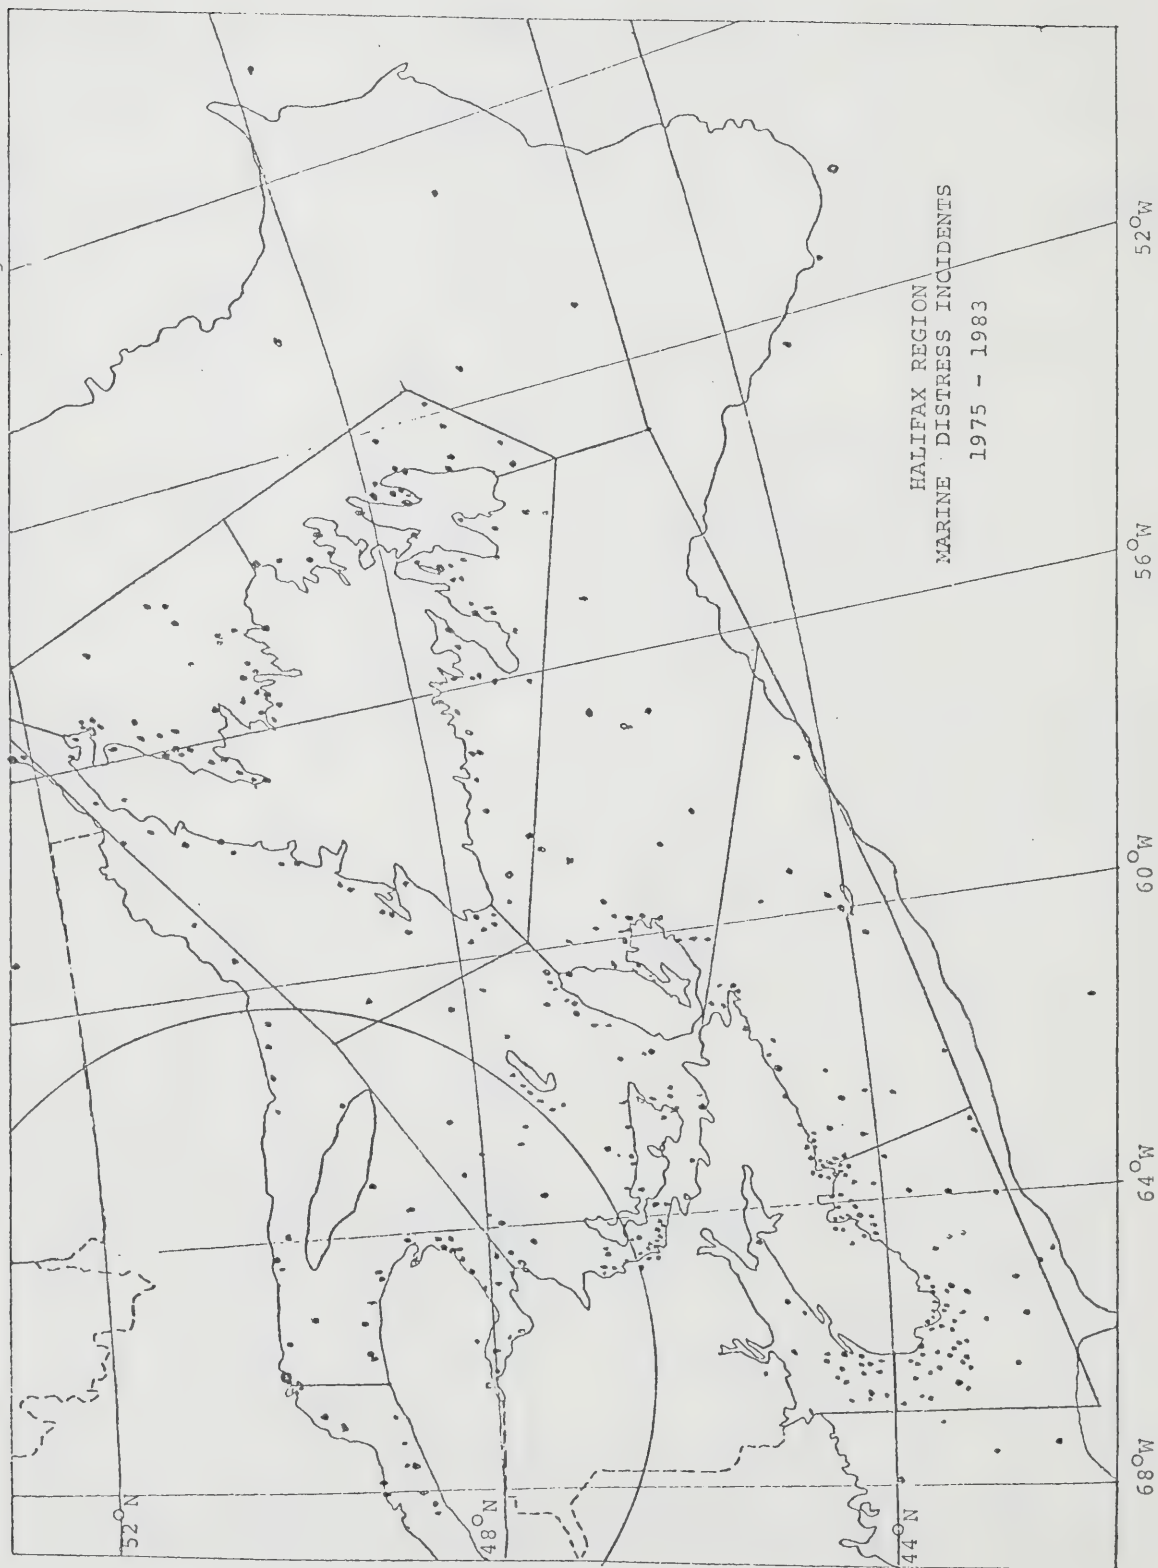 HALIFAX REGION
MARINE DISTRESS INCIDENTS
1975 - 1983
52°N
48°N
44°N
68°W
64°W
60°W
56°W
52°W